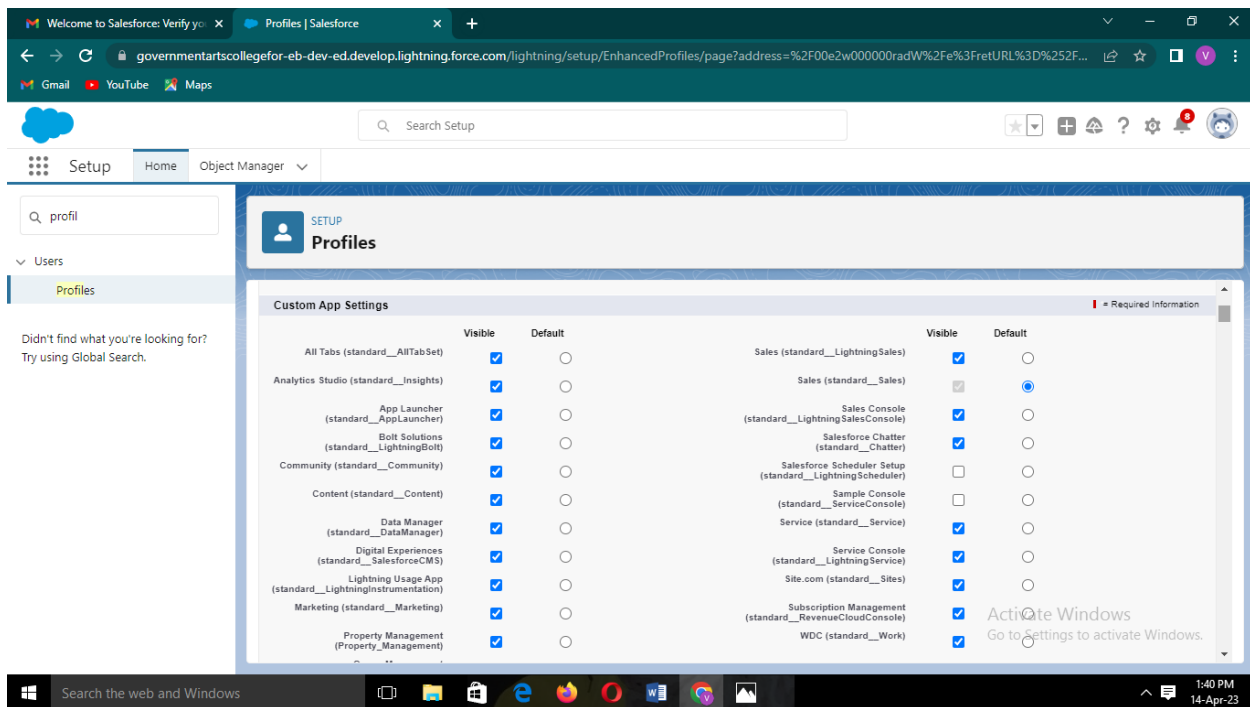 Welcome to Salesforce: Verify yo
Profiles | Salesforce
governmentartscollegefor-eb-dev-ed.develop.lightning.force.com/lightning/setup/EnhancedProfiles/page?address=%2F00e2w000000radW%2Fe%3FretURL%3D%252F...
V
Gmail
YouTube
Maps
Search Setup
8
Setup
Home
Object Manager
profil
Users
Profiles
Didn't find what you're looking for?
Try using Global Search.
SETUP
Profiles
Custom App Settings
= Required Information
Visible Default Visible Default
All Tabs (standard__AllTabSet)
Sales (standard__LightningSales)
Analytics Studio (standard__Insights)
Sales (standard__Sales)
App Launcher
(standard__AppLauncher)
Sales Console
(standard__LightningSalesConsole)
Bolt Solutions
(standard__LightningBolt)
Salesforce Chatter
(standard__Chatter)
Community (standard__Community)
Salesforce Scheduler Setup
(standard__LightningScheduler)
Content (standard__Content)
Sample Console
(standard__ServiceConsole)
Data Manager
(standard__DataManager)
Service (standard__Service)
Digital Experiences
(standard__SalesforceCMS)
Service Console
(standard__LightningService)
Lightning Usage App
(standard__LightningInstrumentation)
Site.com (standard__Sites)
Marketing (standard__Marketing)
Subscription Management
(standard__RevenueCloudConsole)
Property Management
(Property_Management)
WDC (standard__Work)
Activate Windows
Go to Settings to activate Windows.
Search the web and Windows
1:40 PM
14-Apr-23